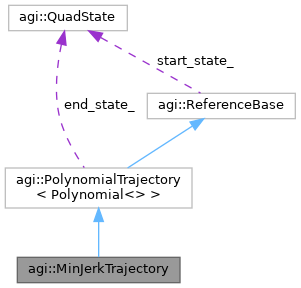 agi::QuadState
start_state_
end_state_
agi::ReferenceBase
agi::PolynomialTrajectory
< Polynomial<> >
agi::MinJerkTrajectory